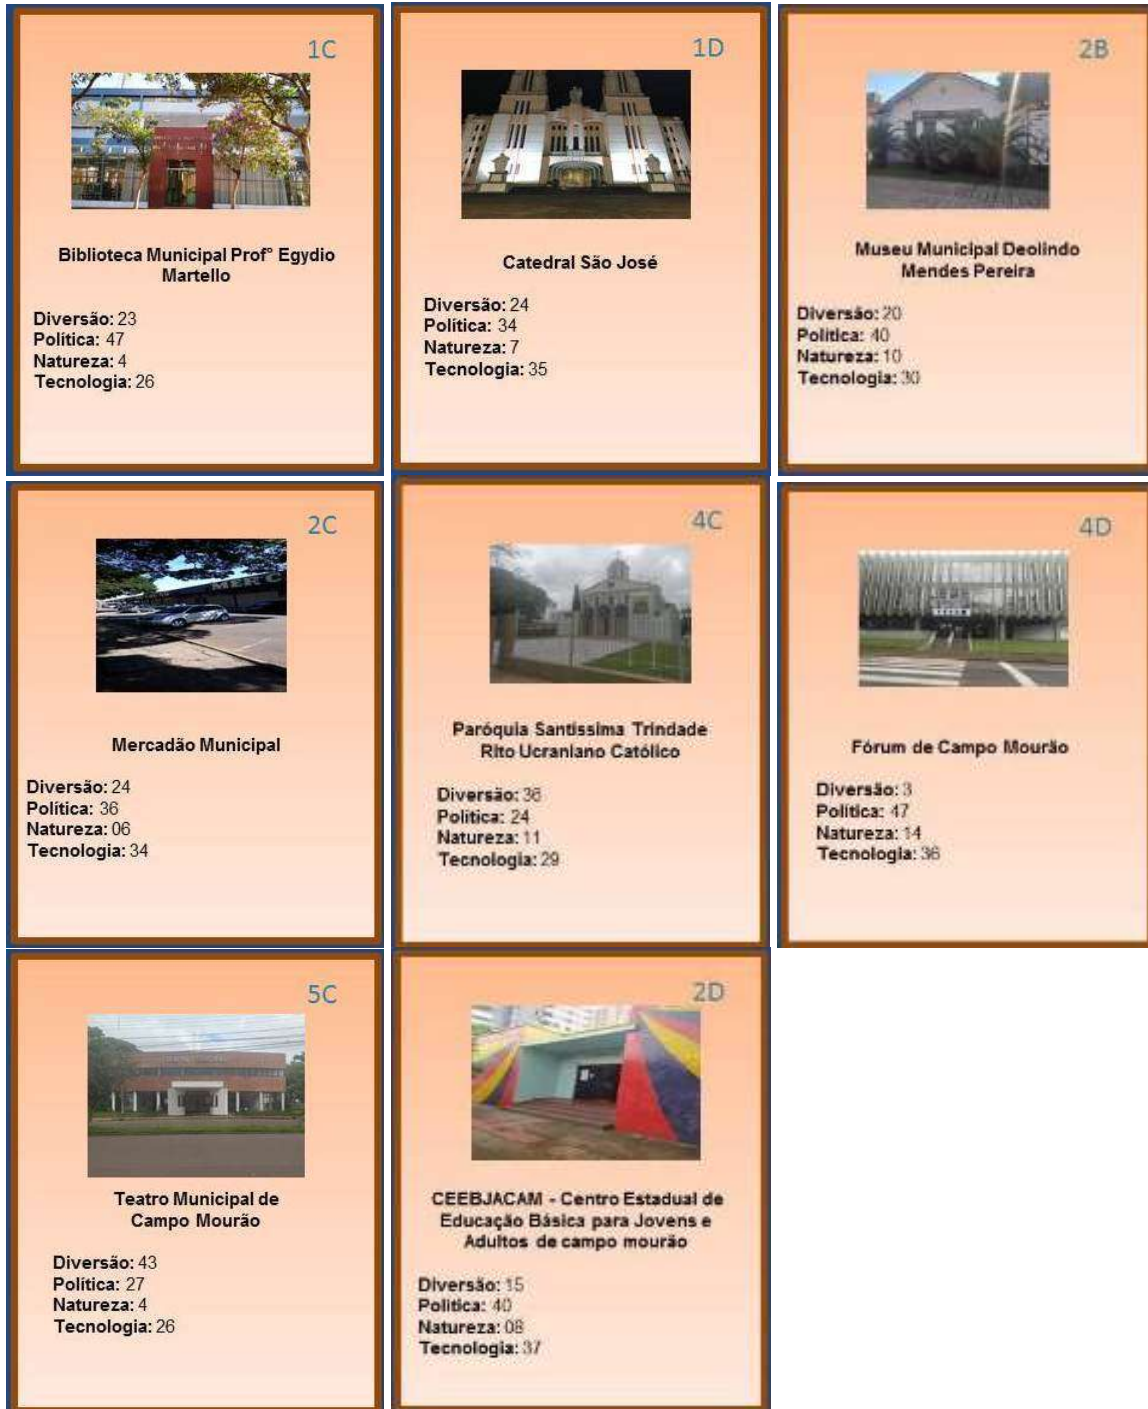 1C
Biblioteca Municipal Prof° Egydio
Martello
Diversão: 23
Política: 47
Natureza: 4
Tecnologia: 26
1D
Catedral São José
Diversão: 24
Política: 34
Natureza: 7
Tecnologia: 35
2B
Museu Municipal Deolindo
Mendes Pereira
Diversão: 20
Política: 40
Natureza: 10
Tecnologia: 30
2C
MERC
Mercadão Municipal
Diversão: 24
Política: 36
Natureza: 06
Tecnologia: 34
4C
Paróquia Santissima Trindade
Rito Ucraniano Católico
Diversão: 36
Política: 24
Natureza: 11
Tecnologia: 29
4D
Fórum de Campo Mourão
Diversão: 3
Política: 47
Natureza: 14
Tecnologia: 36
5C
Teatro Municipal de
Campo Mourão
Diversão: 43
Política: 27
Natureza: 4
Tecnologia: 26
2D
CEEBJACAM - Centro Estadual de
Educação Básica para Jovens e
Adultos de campo mourão
Diversão: 15
Política: 40
Natureza: 08
Tecnologia: 37